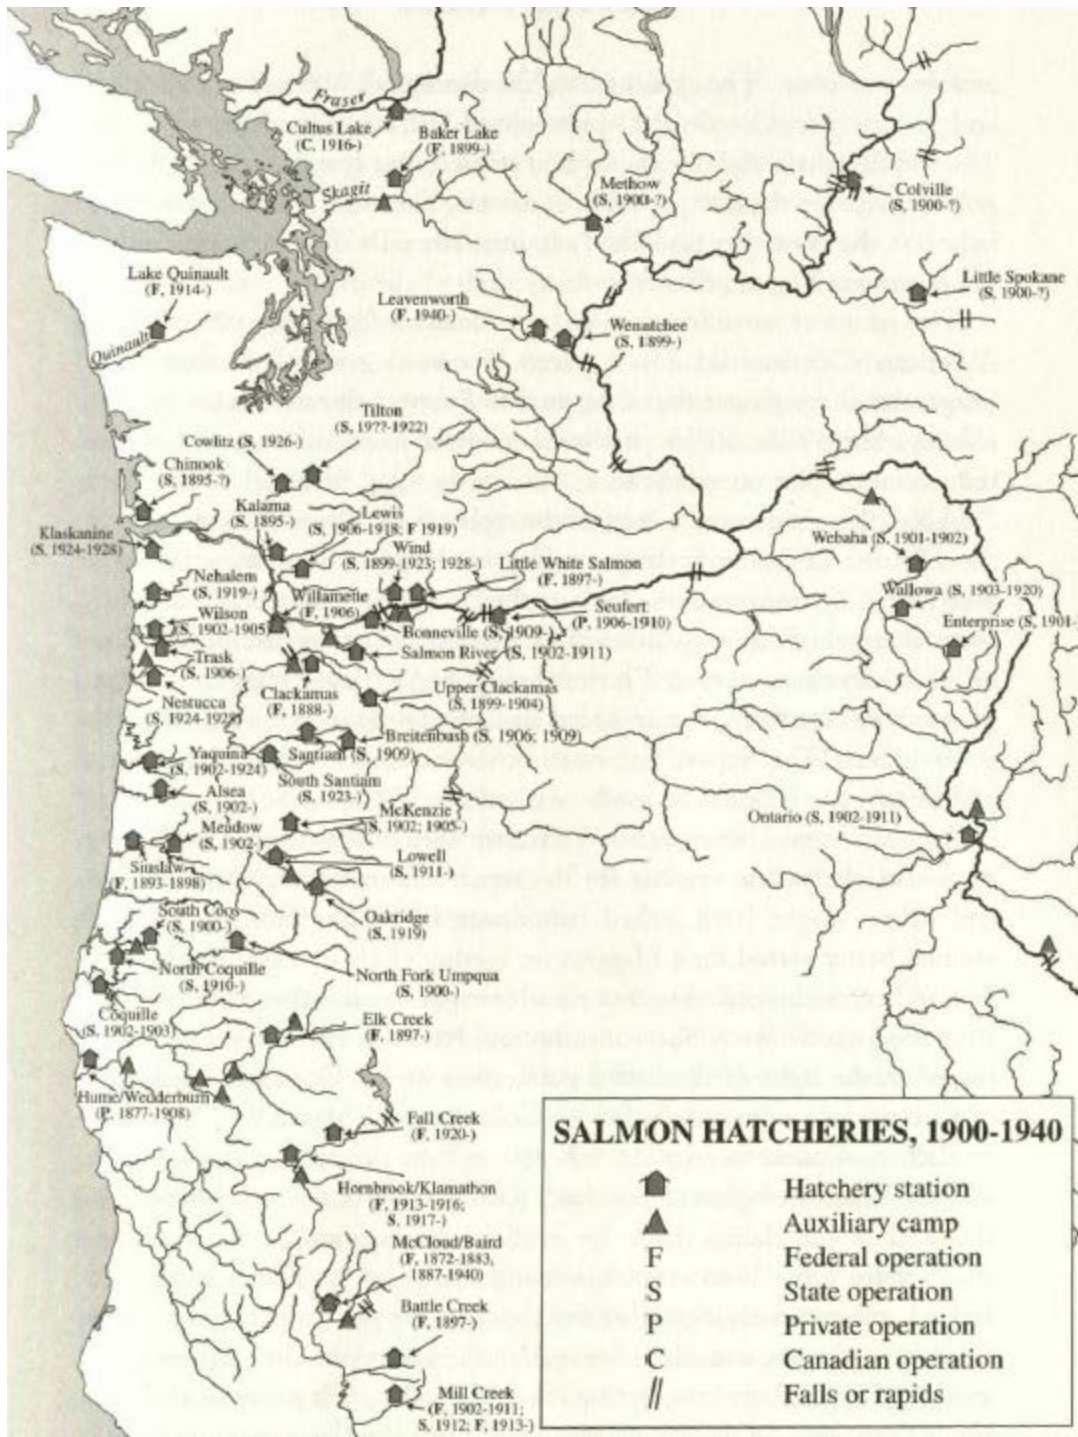 Fraser
Cultus Lake
(C. 1916-)
Baker Lake
(F, 1899-)
Skagit
Methow
(S, 1900-?)
Colville
(S, 1900-?)
Lake Quinault
(F, 1914-)
Quinault
Leavenworth
(F, 1940-)
Wenatchee
(S, 1899-)
Little Spokane
(S, 1900-?)
Tilton
(S, 19??-1922)
Cowlitz (S, 1926-)
Chinook
(S, 1895-?)
Kalama
(S, 1895-)
Lewis
(S, 1906-1918; F 1919)
Klaskanine
(S, 1924-1928)
Wind
(S, 1899-1923; 1928-)
Little White Salmon
(F, 1897-)
Webaha (S, 1901-1902)
Nehalem
(S, 1919-)
Willamette
(F, 1906)
Wallowa (S, 1903-1920)
Seufert
(P, 1906-1910)
Wilson
(S, 1902-1905)
Bonneville (S, 1909-)
Enterprise (S, 1901-)
Trask
(S, 1906-)
Salmon River (S, 1902-1911)
Clackamas
(F, 1888-)
Upper Clackamas
(S, 1899-1904)
Nestucca
(S, 1924-1928)
Breitenbush (S, 1906; 1909)
Santiam (S, 1909)
Yaquina
(S, 1902-1924)
South Santiam
(S, 1923-)
Alsea
(S, 1902-)
McKenzie
(S, 1902; 1905-)
Ontario (S, 1902-1911)
Meadow
(S, 1902-)
Lowell
(S, 1911-)
Siuslaw
(F, 1893-1898)
Oakridge
(S, 1919)
South Coos
(S, 1900-)
North Coquille
(S, 1910-)
North Fork Umpqua
(S, 1900-)
Coquille
(S, 1902-1903)
Elk Creek
(F, 1897-)
Hume/Wedderburn
(P, 1877-1908)
Fall Creek
(F, 1920-)
Hornbrook/Klamathon
(F, 1913-1916;
S. 1917-)
McCloud/Baird
(F, 1872-1883,
1887-1940)
Battle Creek
(F, 1897-)
Mill Creek
(F, 1902-1911;
S. 1912; F, 1913-)
SALMON HATCHERIES, 1900-1940
Hatchery station
Auxiliary camp
F Federal operation
S State operation
P Private operation
C Canadian operation
// Falls or rapids